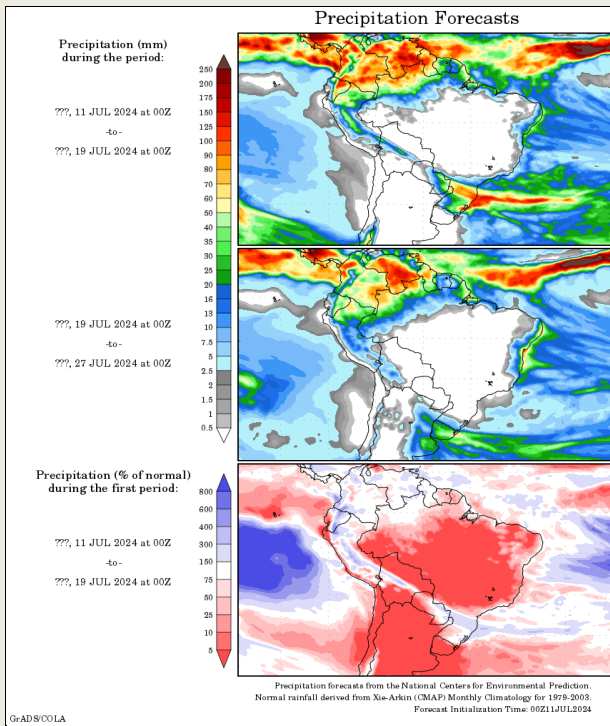 Precipitation Forecasts
Precipitation (mm)
during the period:
???, 11 JUL 2024 at 00Z
-to-
???, 19 JUL 2024 at 00Z
250
200
175
150
125
100
90
80
70
60
50
40
35
30
25
20
16
13
10
7.5
5
2.5
2
1.5
1
0.5
???, 19 JUL 2024 at 00Z
-to-
???, 27 JUL 2024 at 00Z
Precipitation (% of normal)
during the first period:
???, 11 JUL 2024 at 00Z
-to-
???, 19 JUL 2024 at 00Z
800
600
400
300
150
75
50
25
10
5
Precipitation forecasts from the National Centers for Environmental Prediction.
Normal rainfall derived from Xie-Arkin (CMAP) Monthly Climatology for 1979-2003.
Forecast Initialization Time: 00Z11JUL2024
GrADS/COLA